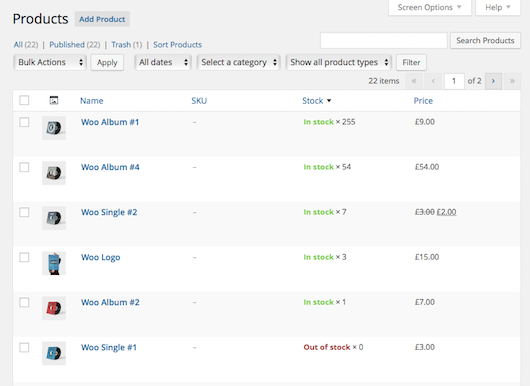 Screen Options ▼ Help ▼
Products Add Product
All (22) | Published (22) | Trash (1) | Sort Products
Search Products
Bulk Actions Apply All dates Select a category Show all product types Filter
22 items « ‹ 1 of 2 › »
Name SKU Stock ▼ Price
Woo Album #1 – In stock × 255 £9.00
Woo Album #4 – In stock × 54 £54.00
Woo Single #2 – In stock × 7 £3.00 £2.00
Woo Logo – In stock × 3 £15.00
Woo Album #2 – In stock × 1 £7.00
Woo Single #1 – Out of stock × 0 £3.00